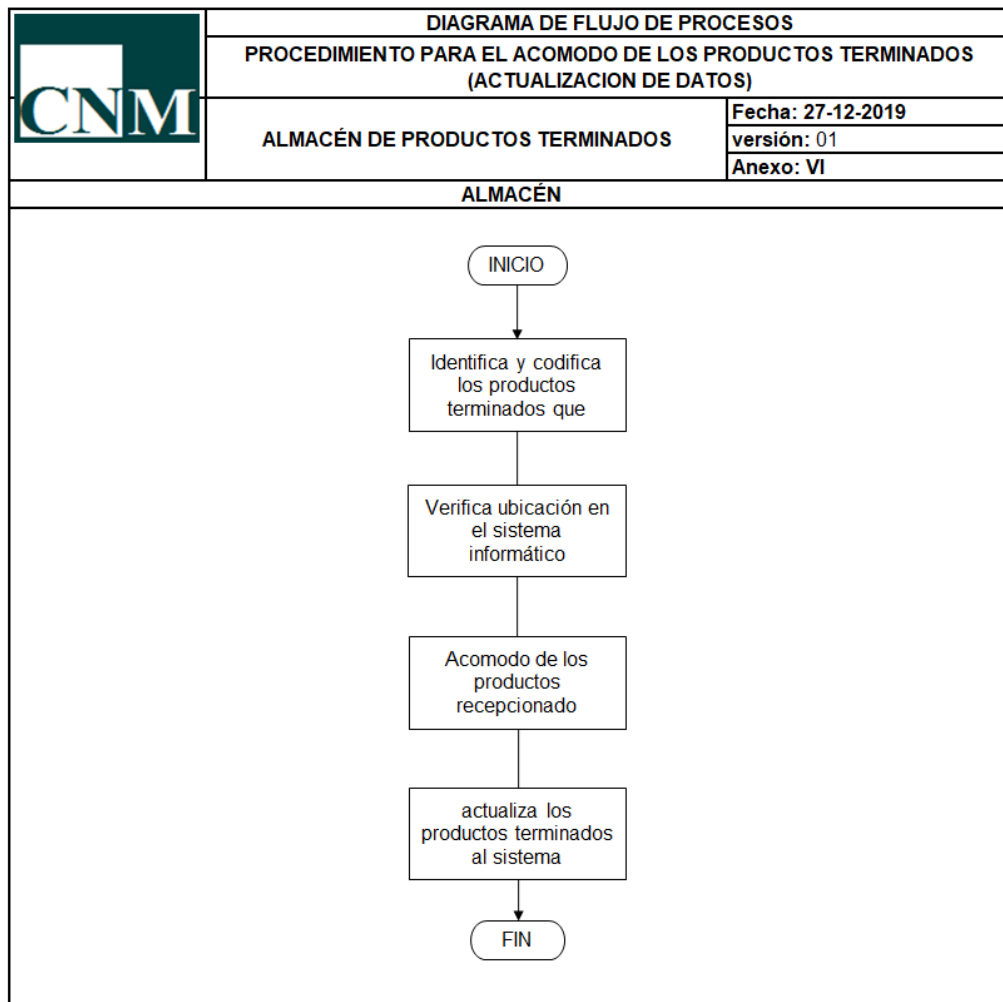 DIAGRAMA DE FLUJO DE PROCESOS
PROCEDIMIENTO PARA EL ACOMODO DE LOS PRODUCTOS TERMINADOS
(ACTUALIZACION DE DATOS)
CNM
ALMACÉN DE PRODUCTOS TERMINADOS
Fecha: 27-12-2019
versión: 01
Anexo: VI
ALMACÉN
INICIO
Identifica y codifica
los productos
terminados que
Verifica ubicación en
el sistema
informático
Acomodo de los
productos
recepcionado
actualiza los
productos terminados
al sistema
FIN